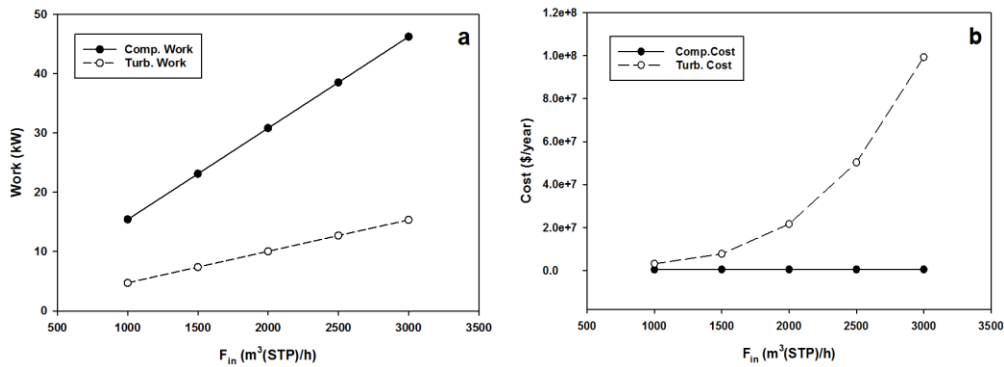 50
40
30
20
10
0
Work (kW)
a
Comp. Work
Turb. Work
500 1000 1500 2000 2500 3000 3500
F_in (m³(STP)/h)
1.2e+8
1.0e+8
8.0e+7
6.0e+7
4.0e+7
2.0e+7
0.0
Cost ($/year)
b
Comp.Cost
Turb. Cost
500 1000 1500 2000 2500 3000 3500
F_in (m³(STP)/h)